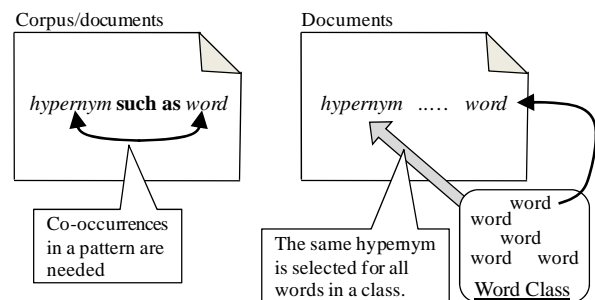 Corpus/documents
hypernym such as word
Co-occurrences
in a pattern are
needed
Documents
hypernym ..... word
The same hypernym
is selected for all
words in a class.
word
word
word
word word
Word Class